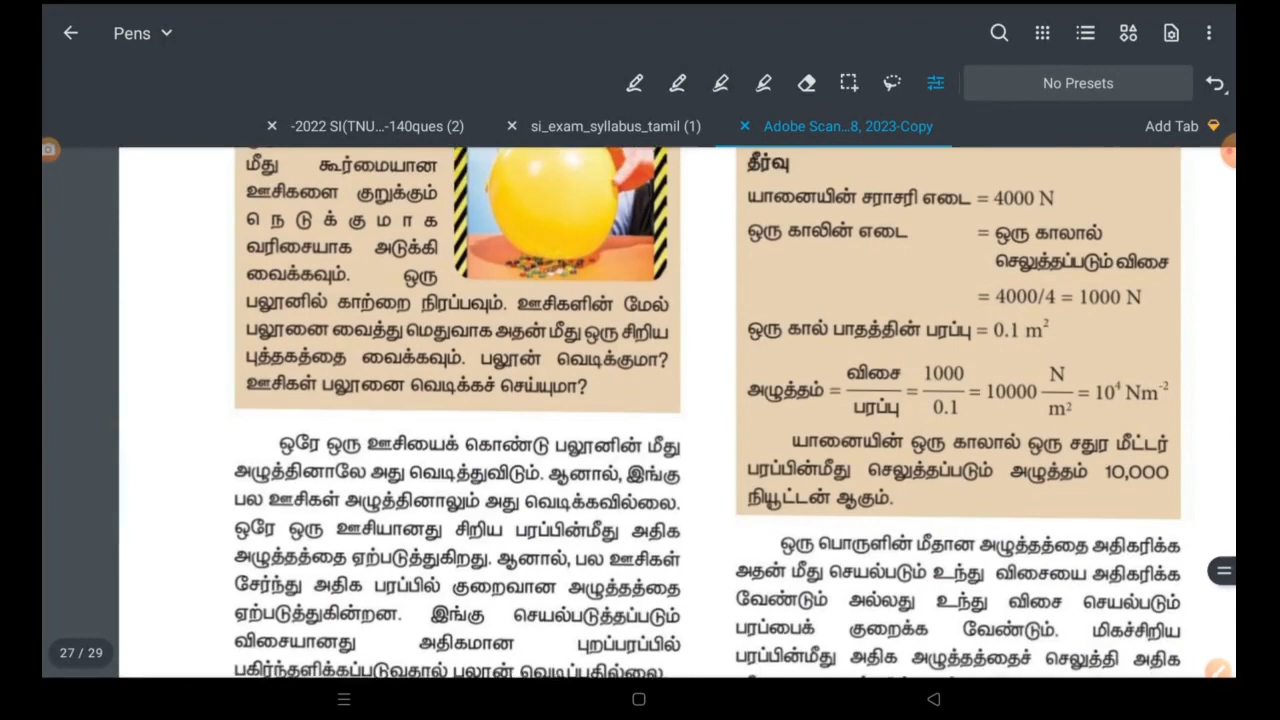 Pens
No Presets
-2022 SI(TNU...-140ques (2)
si_exam_syllabus_tamil (1)
Adobe Scan...8, 2023-Copy
Add Tab
மீது கூர்மையான
ஊசிகளை குறுக்கும்
நெடுக்குமாக
வரிசையாக அடுக்கி
வைக்கவும். ஒரு
பலூனில் காற்றை நிரப்பவும். ஊசிகளின் மேல்
பலூனை வைத்து மெதுவாக அதன் மீது ஒரு சிறிய
புத்தகத்தை வைக்கவும். பலூன் வெடிக்குமா?
ஊசிகள் பலூனை வெடிக்கச் செய்யுமா?
ஒரே ஒரு ஊசியைக் கொண்டு பலூனின் மீது
அழுத்தினாலே அது வெடித்துவிடும். ஆனால், இங்கு
பல ஊசிகள் அழுத்தினாலும் அது வெடிக்கவில்லை.
ஒரே ஒரு ஊசியானது சிறிய பரப்பின்மீது அதிக
அழுத்தத்தை ஏற்படுத்துகிறது. ஆனால், பல ஊசிகள்
சேர்ந்து அதிக பரப்பில் குறைவான அழுத்தத்தை
ஏற்படுத்துகின்றன. இங்கு செயல்படுத்தப்படும்
விசையானது அதிகமான புறப்பரப்பில்
பகிர்ந்தளிக்கப்படுவதால் பலூன் வெடிப்பதில்லை.
தீர்வு
யானையின் சராசரி எடை = 4000 N
ஒரு காலின் எடை = ஒரு காலால்
செலுத்தப்படும் விசை
= 4000/4 = 1000 N
ஒரு கால் பாதத்தின் பரப்பு = 0.1 m²
அழுத்தம் = விசை / பரப்பு = 1000 / 0.1 = 10000 N / m² = 10⁴ Nm⁻²
யானையின் ஒரு காலால் ஒரு சதுர மீட்டர்
பரப்பின்மீது செலுத்தப்படும் அழுத்தம் 10,000
நியூட்டன் ஆகும்.
ஒரு பொருளின் மீதான அழுத்தத்தை அதிகரிக்க
அதன் மீது செயல்படும் உந்து விசையை அதிகரிக்க
வேண்டும் அல்லது உந்து விசை செயல்படும்
பரப்பைக் குறைக்க வேண்டும். மிகச்சிறிய
பரப்பின்மீது அதிக அழுத்தத்தைச் செலுத்தி அதிக
27 / 29